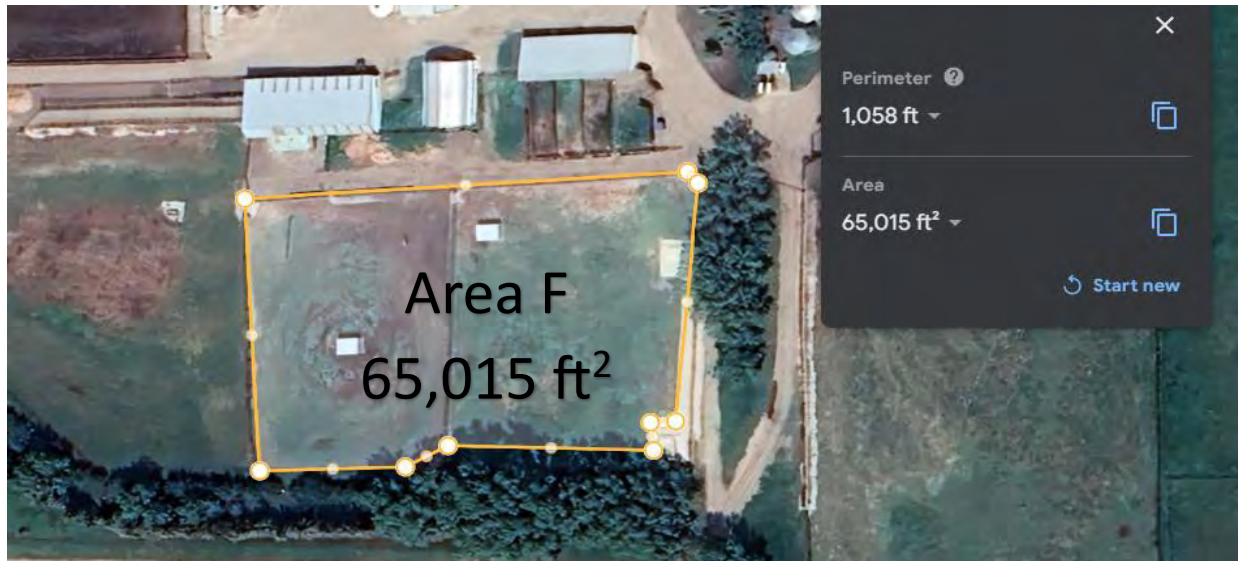 Perimeter
1,058 ft
Area
65,015 ft²
Start new
Area F
65,015 ft²